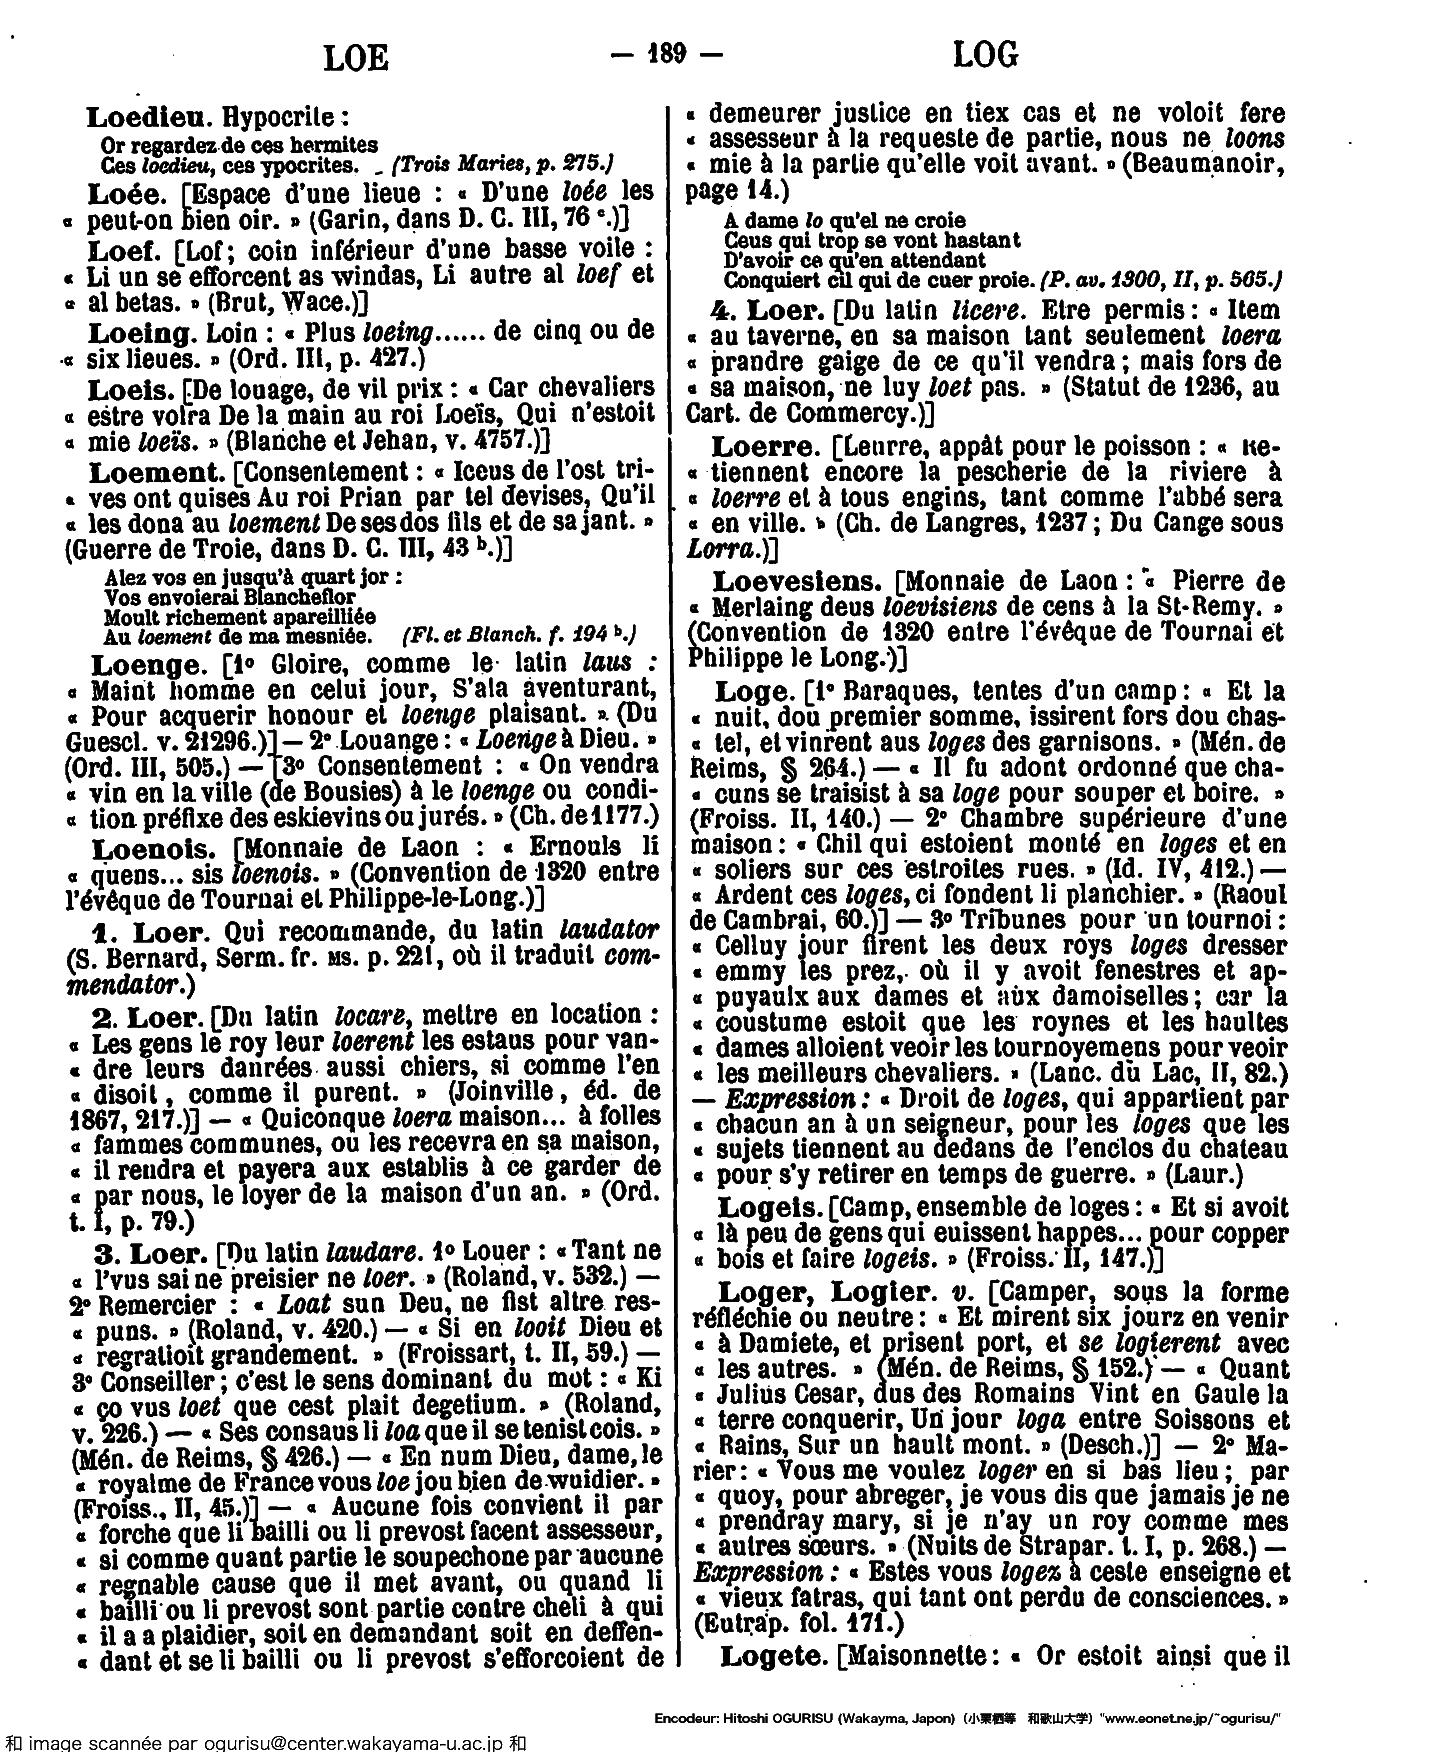 LOE — 189 — LOG
Loedieu. Hypocrite :
Or regardez de ces hermites
Ces loedieu, ces ypocrites. (Trois Maries, p. 275.)
Loée. [Espace d'une lieue : « D'une loée les
« peut-on bien oir. » (Garin, dans D. C. III, 76 c.)]
Loef. [Lof ; coin inférieur d'une basse voile :
« Li un se efforcent as windas, Li autre al loef et
« al betas. » (Brut, Wace.)]
Loeing. Loin : « Plus loeing...... de cinq ou de
« six lieues. » (Ord. III, p. 427.)
Loeis. [De louage, de vil prix : « Car chevaliers
« estre volra De la main au roi Loeïs, Qui n'estoit
« mie loeïs. » (Blanche et Jehan, v. 4757.)]
Loement. [Consentement : « Iceus de l'ost tri-
« ves ont quises Au roi Prian par tel devises, Qu'il
« les dona au loement De ses dos fils et de sa jant. »
(Guerre de Troie, dans D. C. III, 43 b.)]
Alez vos en jusqu'à quart jor :
Vos envoierai Blancheflor
Moult richement apareilliée
Au loement de ma mesniée. (Fl. et Blanch. f. 194 b.)
Loenge. [1º Gloire, comme le latin laus :
« Maint homme en celui jour, S'ala aventurant,
« Pour acquerir honour et loenge plaisant. » (Du
Guescl. v. 21296.)] — 2º Louange : « Loenge à Dieu. »
(Ord. III, 505.) — [3º Consentement : « On vendra
« vin en la ville (de Bousies) à le loenge ou condi-
« tion préfixe des eskievins ou jurés. » (Ch. de 1177.)
Loenois. [Monnaie de Laon : « Ernouls li
« quens... sis loenois. » (Convention de 1320 entre
l'évêque de Tournai et Philippe-le-Long.)]
1. Loer. Qui recommande, du latin laudator
(S. Bernard, Serm. fr. MS. p. 221, où il traduit com-
mendator.)
2. Loer. [Du latin locare, mettre en location :
« Les gens le roy leur loerent les estaus pour van-
« dre leurs danrées aussi chiers, si comme l'en
« disoit, comme il purent. » (Joinville, éd. de
1867, 217.)] — « Quiconque loera maison... à folles
« fammes communes, ou les recevra en sa maison,
« il rendra et payera aux establis à ce garder de
« par nous, le loyer de la maison d'un an. » (Ord.
t. I, p. 79.)
3. Loer. [Du latin laudare. 1º Louer : « Tant ne
« l'vus sai ne preisier ne loer. » (Roland, v. 532.) —
2º Remercier : « Loat sun Deu, ne fist altre res-
« puns. » (Roland, v. 420.) — « Si en looit Dieu et
« regratioit grandement. » (Froissart, t. II, 59.) —
3º Conseiller ; c'est le sens dominant du mot : « Ki
« ço vus loet que cest plait degetium. » (Roland,
v. 226.) — « Ses consaus li loa que il se tenist cois. »
(Mén. de Reims, § 426.) — « En num Dieu, dame, le
« royalme de France vous loe jou bien de wuidier. »
(Froiss., II, 45.)] — « Aucune fois convient il par
« forche que li bailli ou li prevost facent assesseur,
« si comme quant partie le soupechone par aucune
« regnable cause que il met avant, ou quand li
« bailli ou li prevost sont partie contre cheli à qui
« il a a plaidier, soit en demandant soit en deffen-
« dant et se li bailli ou li prevost s'efforcoient de
« demeurer justice en tiex cas et ne voloit fere
« assesseur à la requeste de partie, nous ne loons
« mie à la partie qu'elle voit avant. » (Beaumanoir,
page 14.)
A dame lo qu'el ne croie
Ceus qui trop se vont hastant
D'avoir ce qu'en attendant
Conquiert cil qui de cuer proie. (P. av. 1300, II, p. 565.)
4. Loer. [Du latin licere. Etre permis : « Item
« au taverne, en sa maison tant seulement loera
« prandre gaige de ce qu'il vendra ; mais fors de
« sa maison, ne luy loet pas. » (Statut de 1236, au
Cart. de Commercy.)]
Loerre. [Leurre, appât pour le poisson : « Re-
« tiennent encore la pescherie de la riviere à
« loerre et à tous engins, tant comme l'abbé sera
« en ville. » (Ch. de Langres, 1237 ; Du Cange sous
Lorra.)]
Loevesiens. [Monnaie de Laon : « Pierre de
« Merlaing deus loevisiens de cens à la St-Remy. »
(Convention de 1320 entre l'évêque de Tournai et
Philippe le Long.)]
Loge. [1º Baraques, tentes d'un camp : « Et la
« nuit, dou premier somme, issirent fors dou chas-
« tel, et vinrent aus loges des garnisons. » (Mén. de
Reims, § 264.) — « Il fu adont ordonné que cha-
« cuns se traisist à sa loge pour souper et boire. »
(Froiss. II, 140.) — 2º Chambre supérieure d'une
maison : « Chil qui estoient monté en loges et en
« soliers sur ces estroites rues. » (Id. IV, 412.) —
« Ardent ces loges, ci fondent li planchier. » (Raoul
de Cambrai, 60.)] — 3º Tribunes pour un tournoi :
« Celluy jour firent les deux roys loges dresser
« emmy les prez, où il y avoit fenestres et ap-
« puyaulx aux dames et aux damoiselles ; car la
« coustume estoit que les roynes et les haultes
« dames alloient veoir les tournoyemens pour veoir
« les meilleurs chevaliers. » (Lanc. du Lac, II, 82.)
— Expression : « Droit de loges, qui appartient par
« chacun an à un seigneur, pour les loges que les
« sujets tiennent au dedans de l'enclos du chateau
« pour s'y retirer en temps de guerre. » (Laur.)
Logeis. [Camp, ensemble de loges : « Et si avoit
« là peu de gens qui euissent happes... pour copper
« bois et faire logeis. » (Froiss. II, 147.)]
Loger, Logier. v. [Camper, sous la forme
réfléchie ou neutre : « Et mirent six jourz en venir
« à Damiete, et prisent port, et se logierent avec
« les autres. » (Mén. de Reims, § 152.) — « Quant
« Julius Cesar, dus des Romains Vint en Gaule la
« terre conquerir, Un jour loga entre Soissons et
« Rains, Sur un hault mont. » (Desch.)] — 2º Ma-
rier : « Vous me voulez loger en si bas lieu ; par
« quoy, pour abreger, je vous dis que jamais je ne
« prendray mary, si je n'ay un roy comme mes
« autres sœurs. » (Nuits de Strapar. t. I, p. 268.) —
Expression : « Estes vous logez à ceste enseigne et
« vieux fatras, qui tant ont perdu de consciences. »
(Eutrap. fol. 171.)
Logete. [Maisonnette : « Or estoit ainsi que il
Encodeur: Hitoshi OGURISU (Wakayma, Japon) (小栗栖等 和歌山大学) "www.eonet.ne.jp/~ogurisu/"
和 image scannée par ogurisu@center.wakayama-u.ac.jp 和